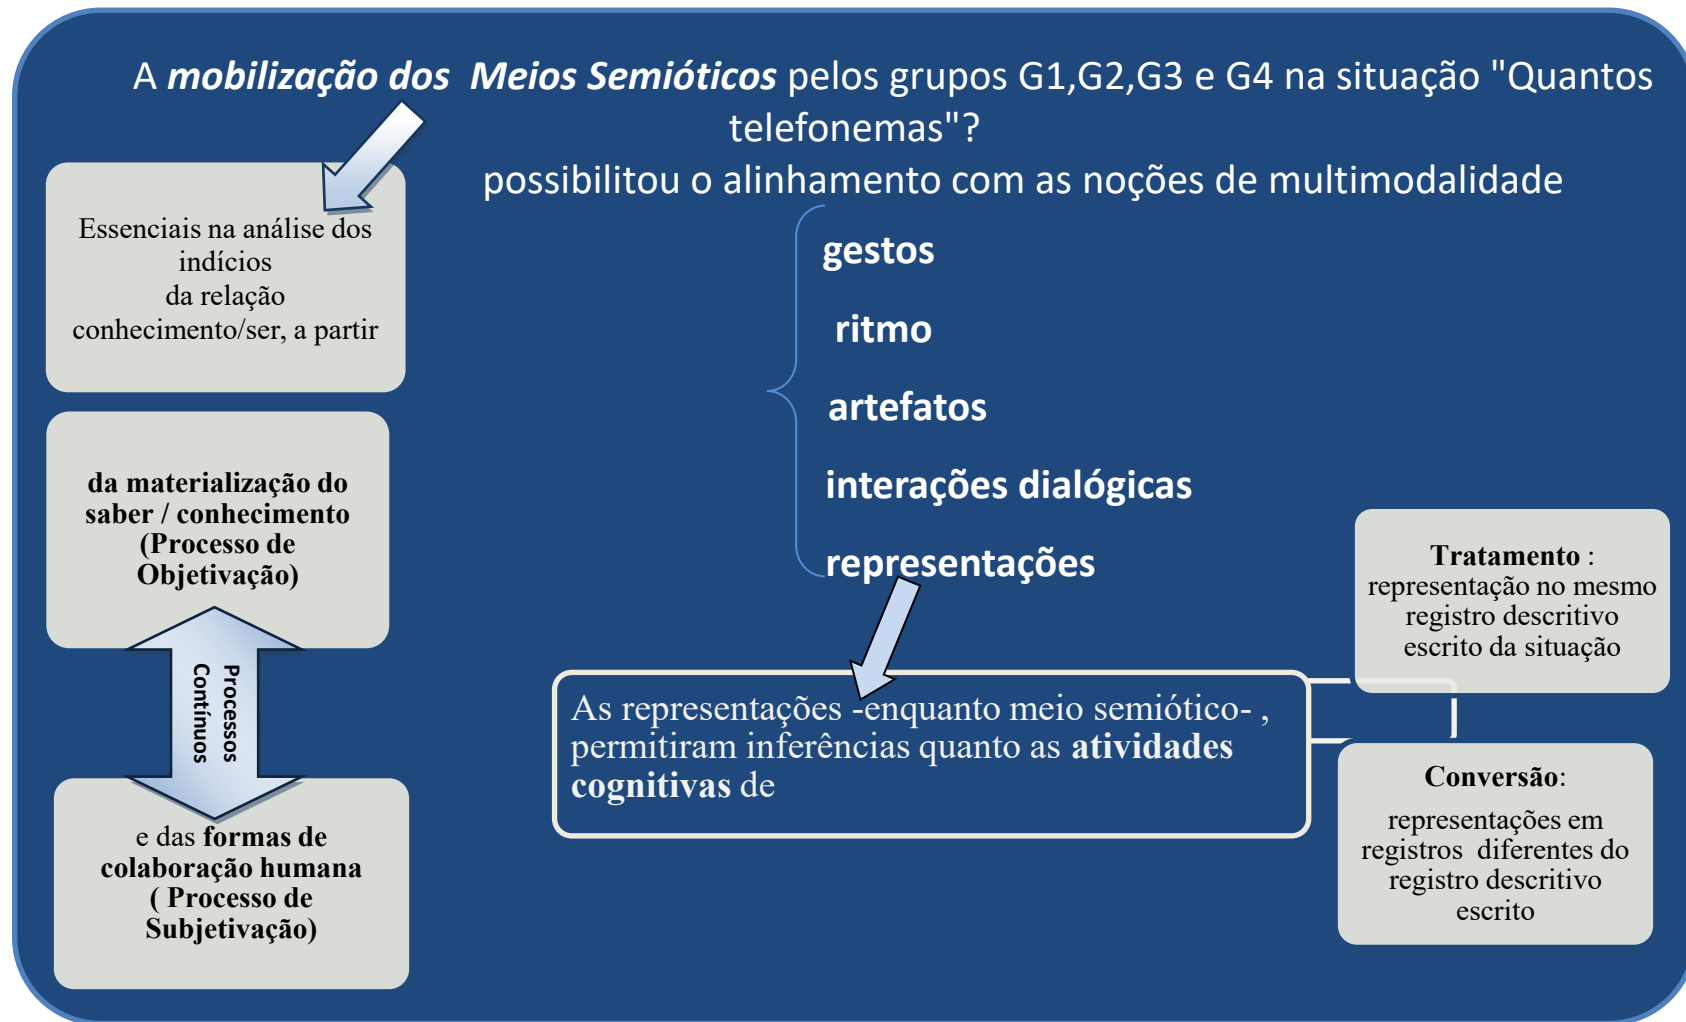 A mobilização dos Meios Semióticos pelos grupos G1,G2,G3 e G4 na situação "Quantos
telefonemas"?
possibilitou o alinhamento com as noções de multimodalidade
Essenciais na análise dos
indícios
da relação
conhecimento/ser, a partir
da materialização do
saber / conhecimento
(Processo de
Objetivação)
Processos
Contínuos
e das formas de
colaboração humana
( Processo de
Subjetivação)
gestos
ritmo
artefatos
interações dialógicas
representações
As representações -enquanto meio semiótico- ,
permitiram inferências quanto as atividades
cognitivas de
Tratamento :
representação no mesmo
registro descritivo
escrito da situação
Conversão:
representações em
registros diferentes do
registro descritivo
escrito